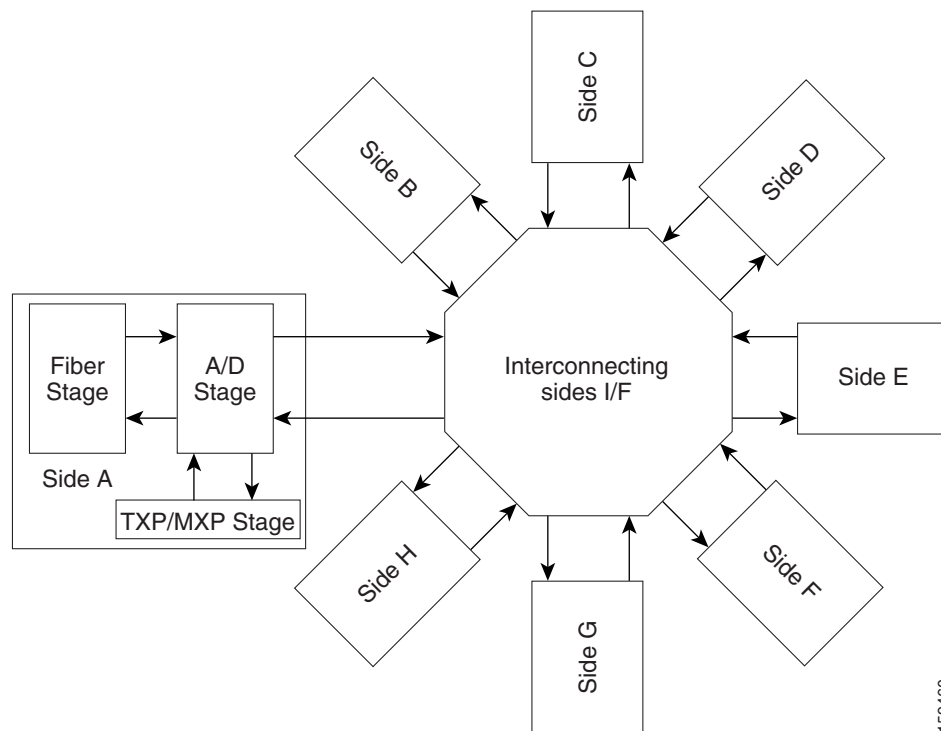 Side C
Side B
Side D
Fiber
Stage
A/D
Stage
Side A
TXP/MXP Stage
Interconnecting
sides I/F
Side E
Side H
Side F
Side G